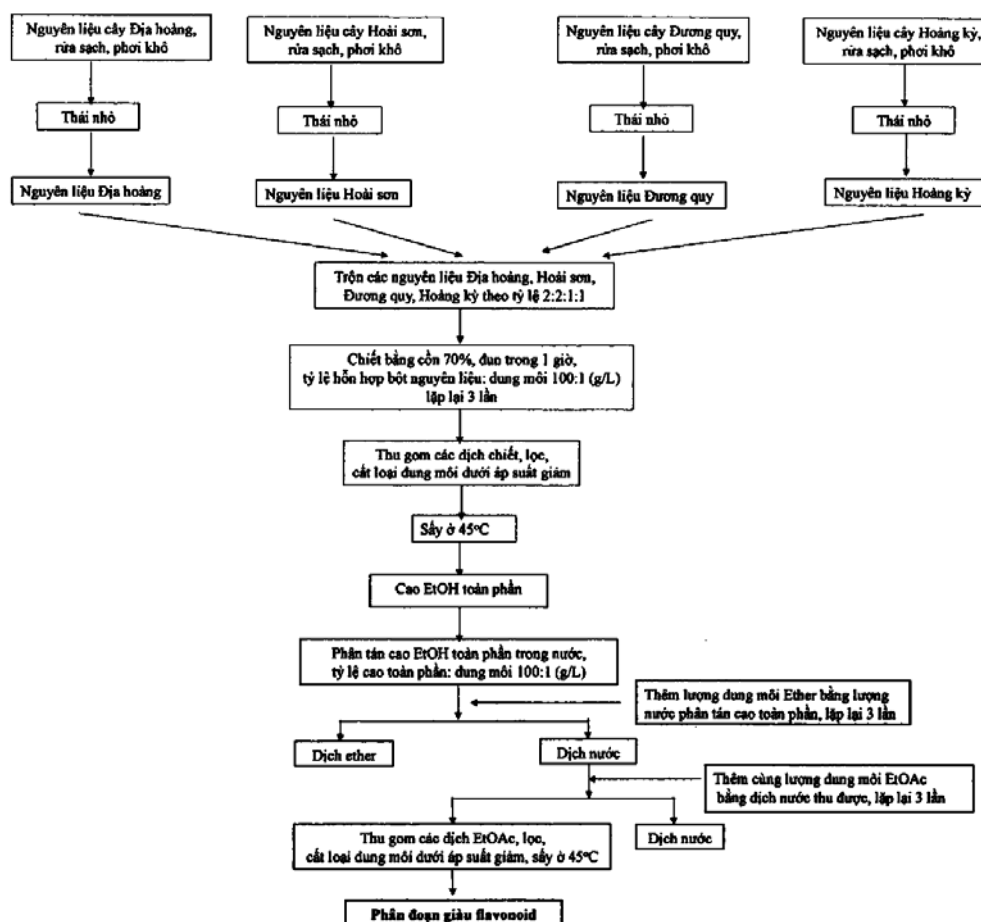 Nguyên liệu cây Địa hoàng,
rửa sạch, phơi khô
Nguyên liệu cây Hoài sơn,
rửa sạch, phơi khô
Nguyên liệu cây Đương quy,
rửa sạch, phơi khô
Nguyên liệu cây Hoàng kỳ,
rửa sạch, phơi khô
Thái nhỏ
Thái nhỏ
Thái nhỏ
Thái nhỏ
Nguyên liệu Địa hoàng
Nguyên liệu Hoài sơn
Nguyên liệu Đương quy
Nguyên liệu Hoàng kỳ
Trộn các nguyên liệu Địa hoàng, Hoài sơn,
Đương quy, Hoàng kỳ theo tỷ lệ 2:2:1:1
Chiết bằng cồn 70%, đun trong 1 giờ,
tỷ lệ hỗn hợp bột nguyên liệu: dung môi 100:1 (g/L)
lặp lại 3 lần
Thu gom các dịch chiết, lọc,
cất loại dung môi dưới áp suất giảm
Sấy ở 45°C
Cao EtOH toàn phần
Phân tán cao EtOH toàn phần trong nước,
tỷ lệ cao toàn phần: dung môi 100:1 (g/L)
Thêm lượng dung môi Ether bằng lượng
nước phân tán cao toàn phần, lặp lại 3 lần
Dịch ether
Dịch nước
Thêm cùng lượng dung môi EtOAc
bằng dịch nước thu được, lặp lại 3 lần
Thu gom các dịch EtOAc, lọc,
cất loại dung môi dưới áp suất giảm, sấy ở 45°C
Dịch nước
Phân đoạn giàu flavonoid